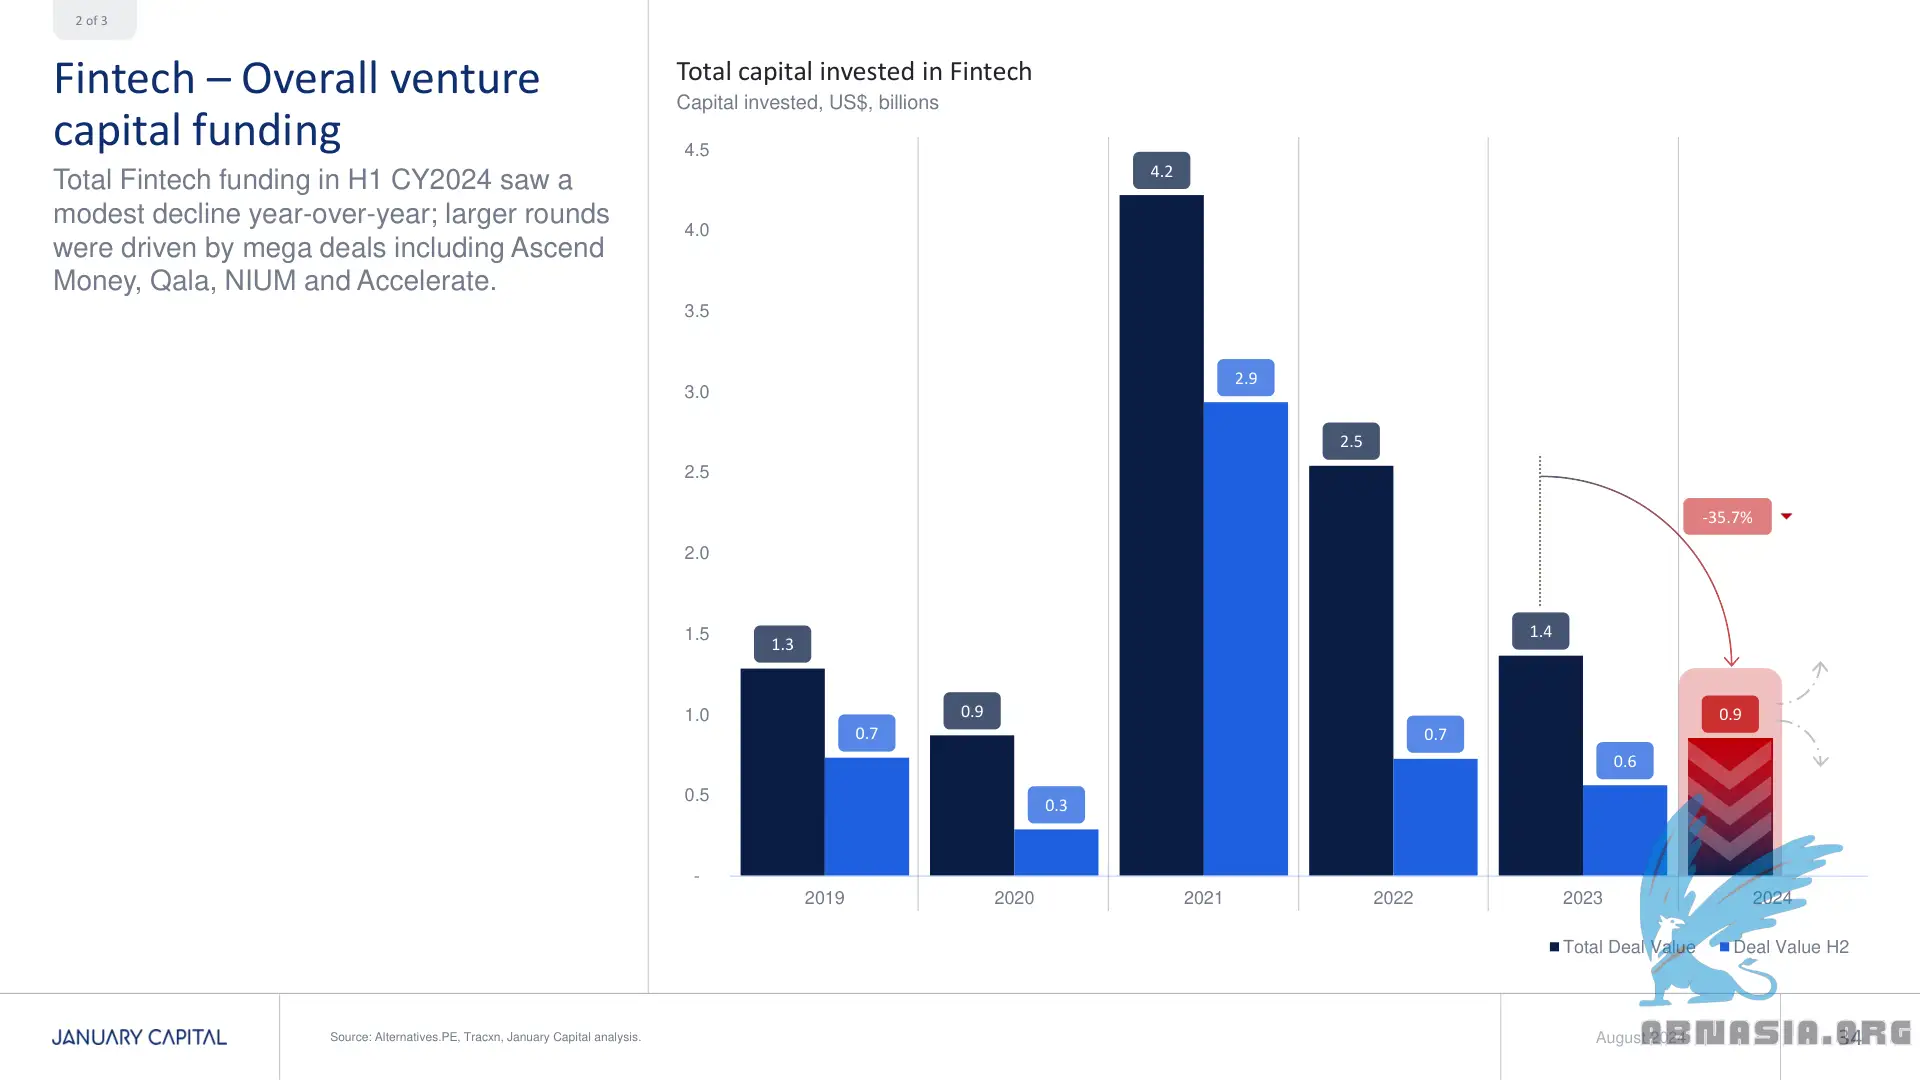 2 of 3
Fintech – Overall venture
capital funding
Total Fintech funding in H1 CY2024 saw a
modest decline year-over-year; larger rounds
were driven by mega deals including Ascend
Money, Qala, NIUM and Accelerate.
Total capital invested in Fintech
Capital invested, US$, billions
4.5
4.0
3.5
3.0
2.5
2.0
1.5
1.0
0.5
-
1.3
0.7
0.9
0.3
4.2
2.9
2.5
0.7
1.4
0.6
-35.7%
0.9
2019
2020
2021
2022
2023
2024
Total Deal Value
Deal Value H2
JANUARY CAPITAL
Source: Alternatives.PE, Tracxn, January Capital analysis.
August 2024
34
ABNASIA.ORG